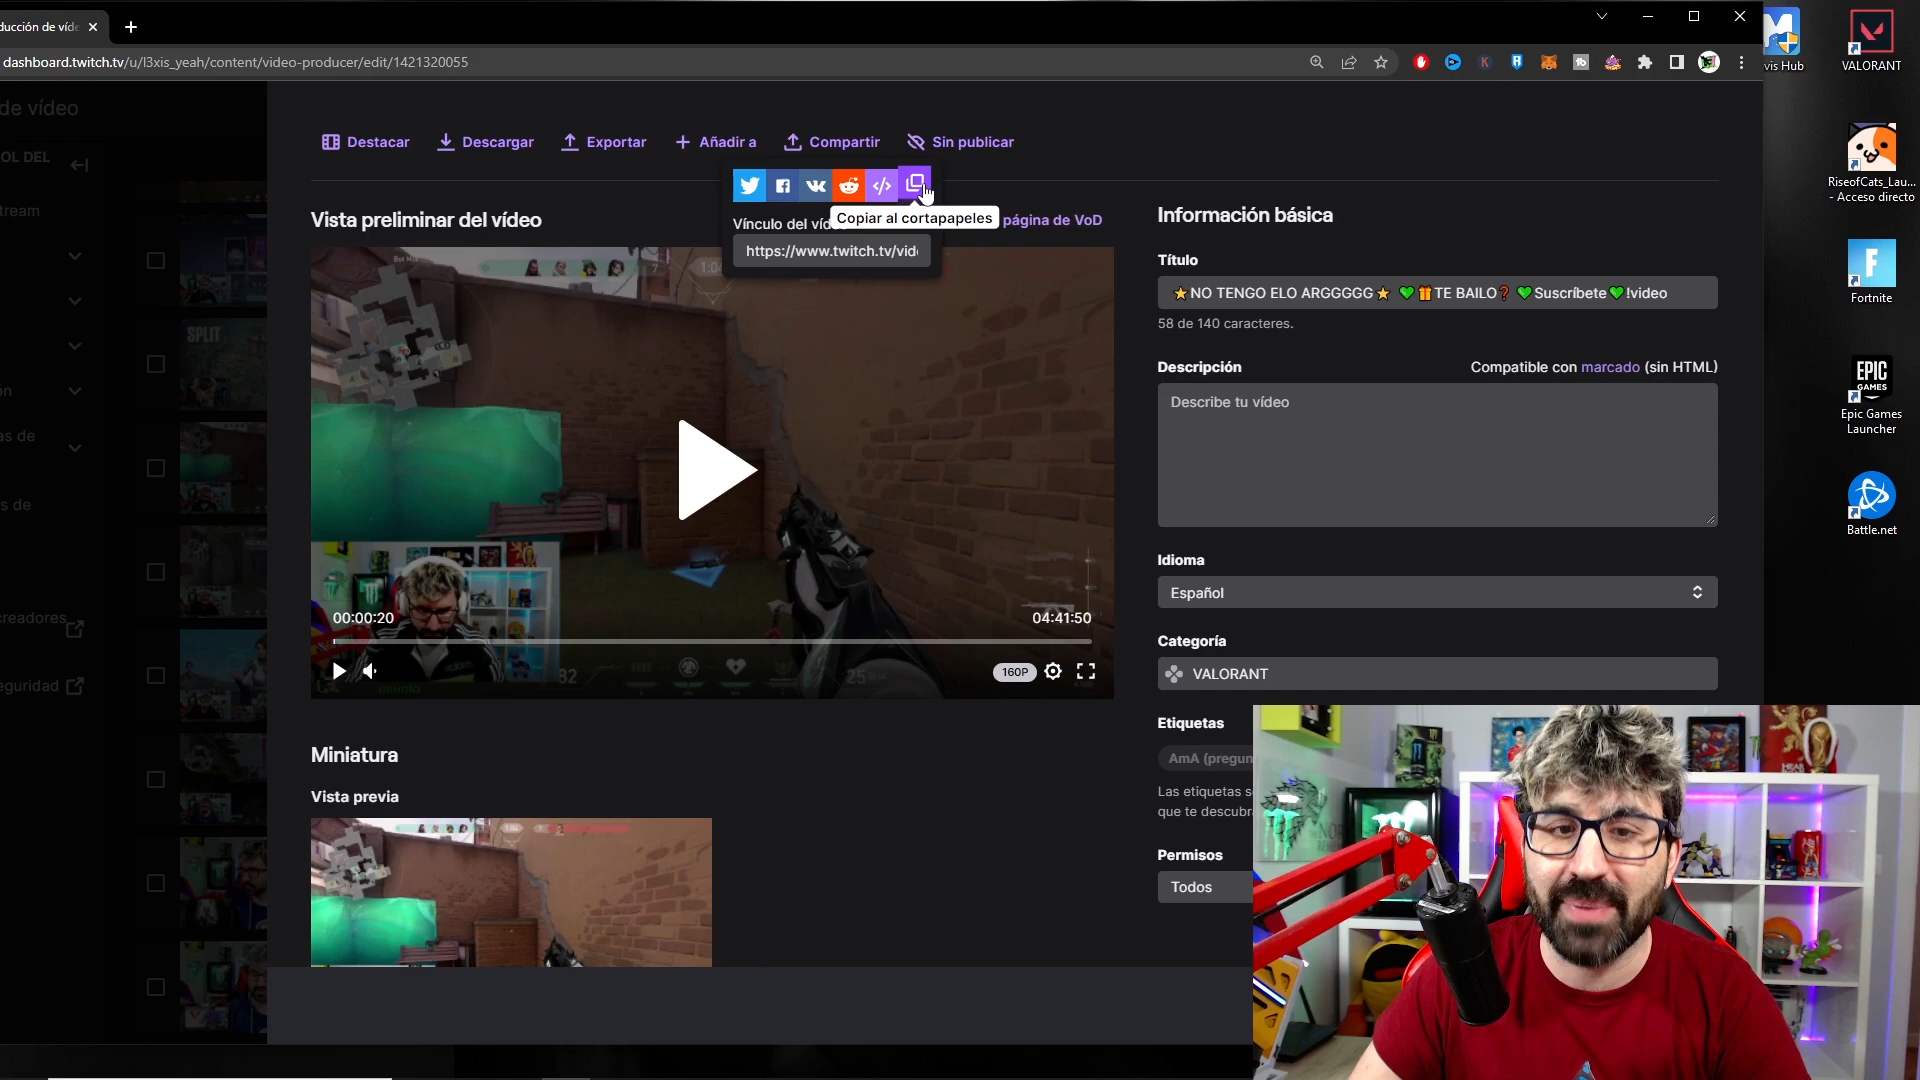 ducción de víde
dashboard.twitch.tv/u/l3xis_yeah/content/video-producer/edit/1421320055
de vídeo
OL DEL
tream
ón
as de
s de
creadores
eguridad
SPLIT
Destacar
Descargar
Exportar
Añadir a
Compartir
Sin publicar
Copiar al cortapapeles
Vínculo del víd
página de VoD
https://www.twitch.tv/vid
Vista preliminar del vídeo
00:00:20
04:41:50
160P
Miniatura
Vista previa
Información básica
Título
⭐NO TENGO ELO ARGGGGG⭐ 💚🎁TE BAILO❓ 💚Suscríbete💚!video
58 de 140 caracteres.
Descripción
Compatible con marcado (sin HTML)
Describe tu vídeo
Idioma
Español
Categoría
VALORANT
Etiquetas
AmA (pregun
Las etiquetas s
que te descubr
Permisos
Todos
vis Hub
VALORANT
RiseofCats_Lau...
- Acceso directo
Fortnite
EPIC
GAMES
Epic Games
Launcher
Battle.net